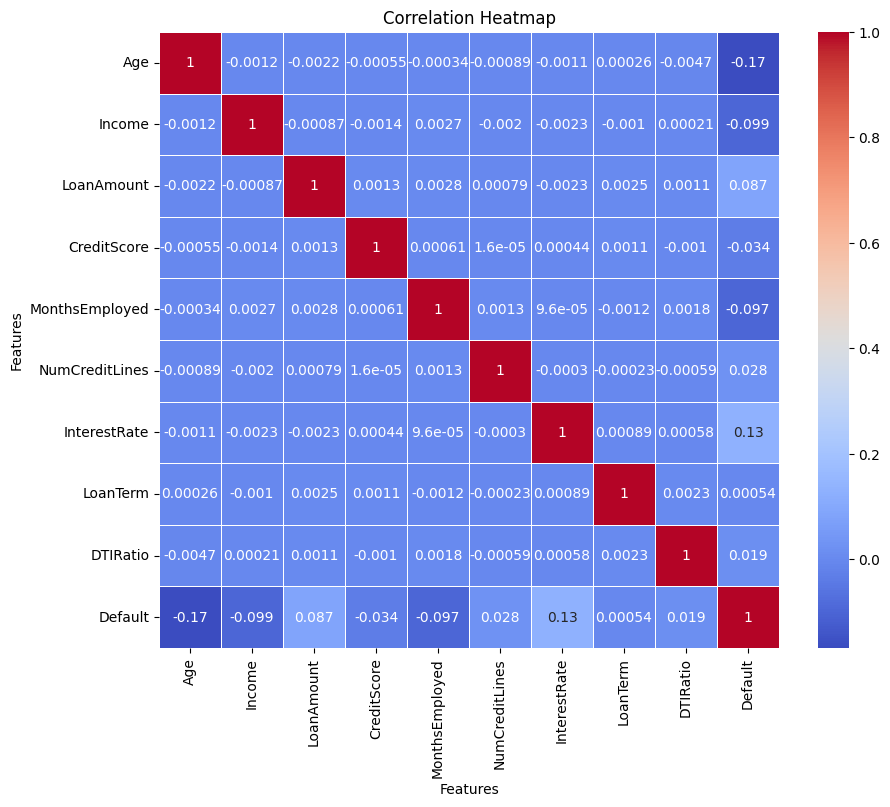 Correlation Heatmap
Features
Age 1 -0.0012 -0.0022 -0.00055 -0.00034 -0.00089 -0.0011 0.00026 -0.0047 -0.17
Income -0.0012 1 -0.00087 -0.0014 0.0027 -0.002 -0.0023 -0.001 0.00021 -0.099
LoanAmount -0.0022 -0.00087 1 0.0013 0.0028 0.00079 -0.0023 0.0025 0.0011 0.087
CreditScore -0.00055 -0.0014 0.0013 1 0.00061 1.6e-05 0.00044 0.0011 -0.001 -0.034
MonthsEmployed -0.00034 0.0027 0.0028 0.00061 1 0.0013 9.6e-05 -0.0012 0.0018 -0.097
NumCreditLines -0.00089 -0.002 0.00079 1.6e-05 0.0013 1 -0.0003 -0.00023 -0.00059 0.028
InterestRate -0.0011 -0.0023 -0.0023 0.00044 9.6e-05 -0.0003 1 0.00089 0.00058 0.13
LoanTerm 0.00026 -0.001 0.0025 0.0011 -0.0012 -0.00023 0.00089 1 0.0023 0.00054
DTIRatio -0.0047 0.00021 0.0011 -0.001 0.0018 -0.00059 0.00058 0.0023 1 0.019
Default -0.17 -0.099 0.087 -0.034 -0.097 0.028 0.13 0.00054 0.019 1
Age Income LoanAmount CreditScore MonthsEmployed NumCreditLines InterestRate LoanTerm DTIRatio Default
Features
1.0
0.8
0.6
0.4
0.2
0.0